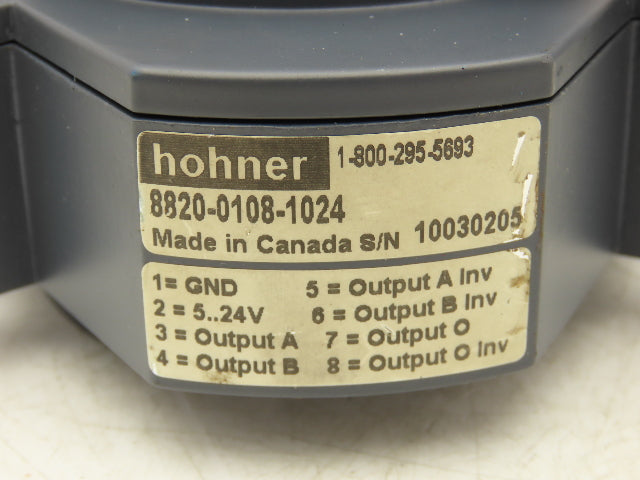 hohner 1-800-295-5693
8820-0108-1024
Made in Canada S/N 10030205
1= GND 5 = Output A Inv
2 = 5..24V 6 = Output B Inv
3 = Output A 7 = Output O
4 = Output B 8 = Output O Inv